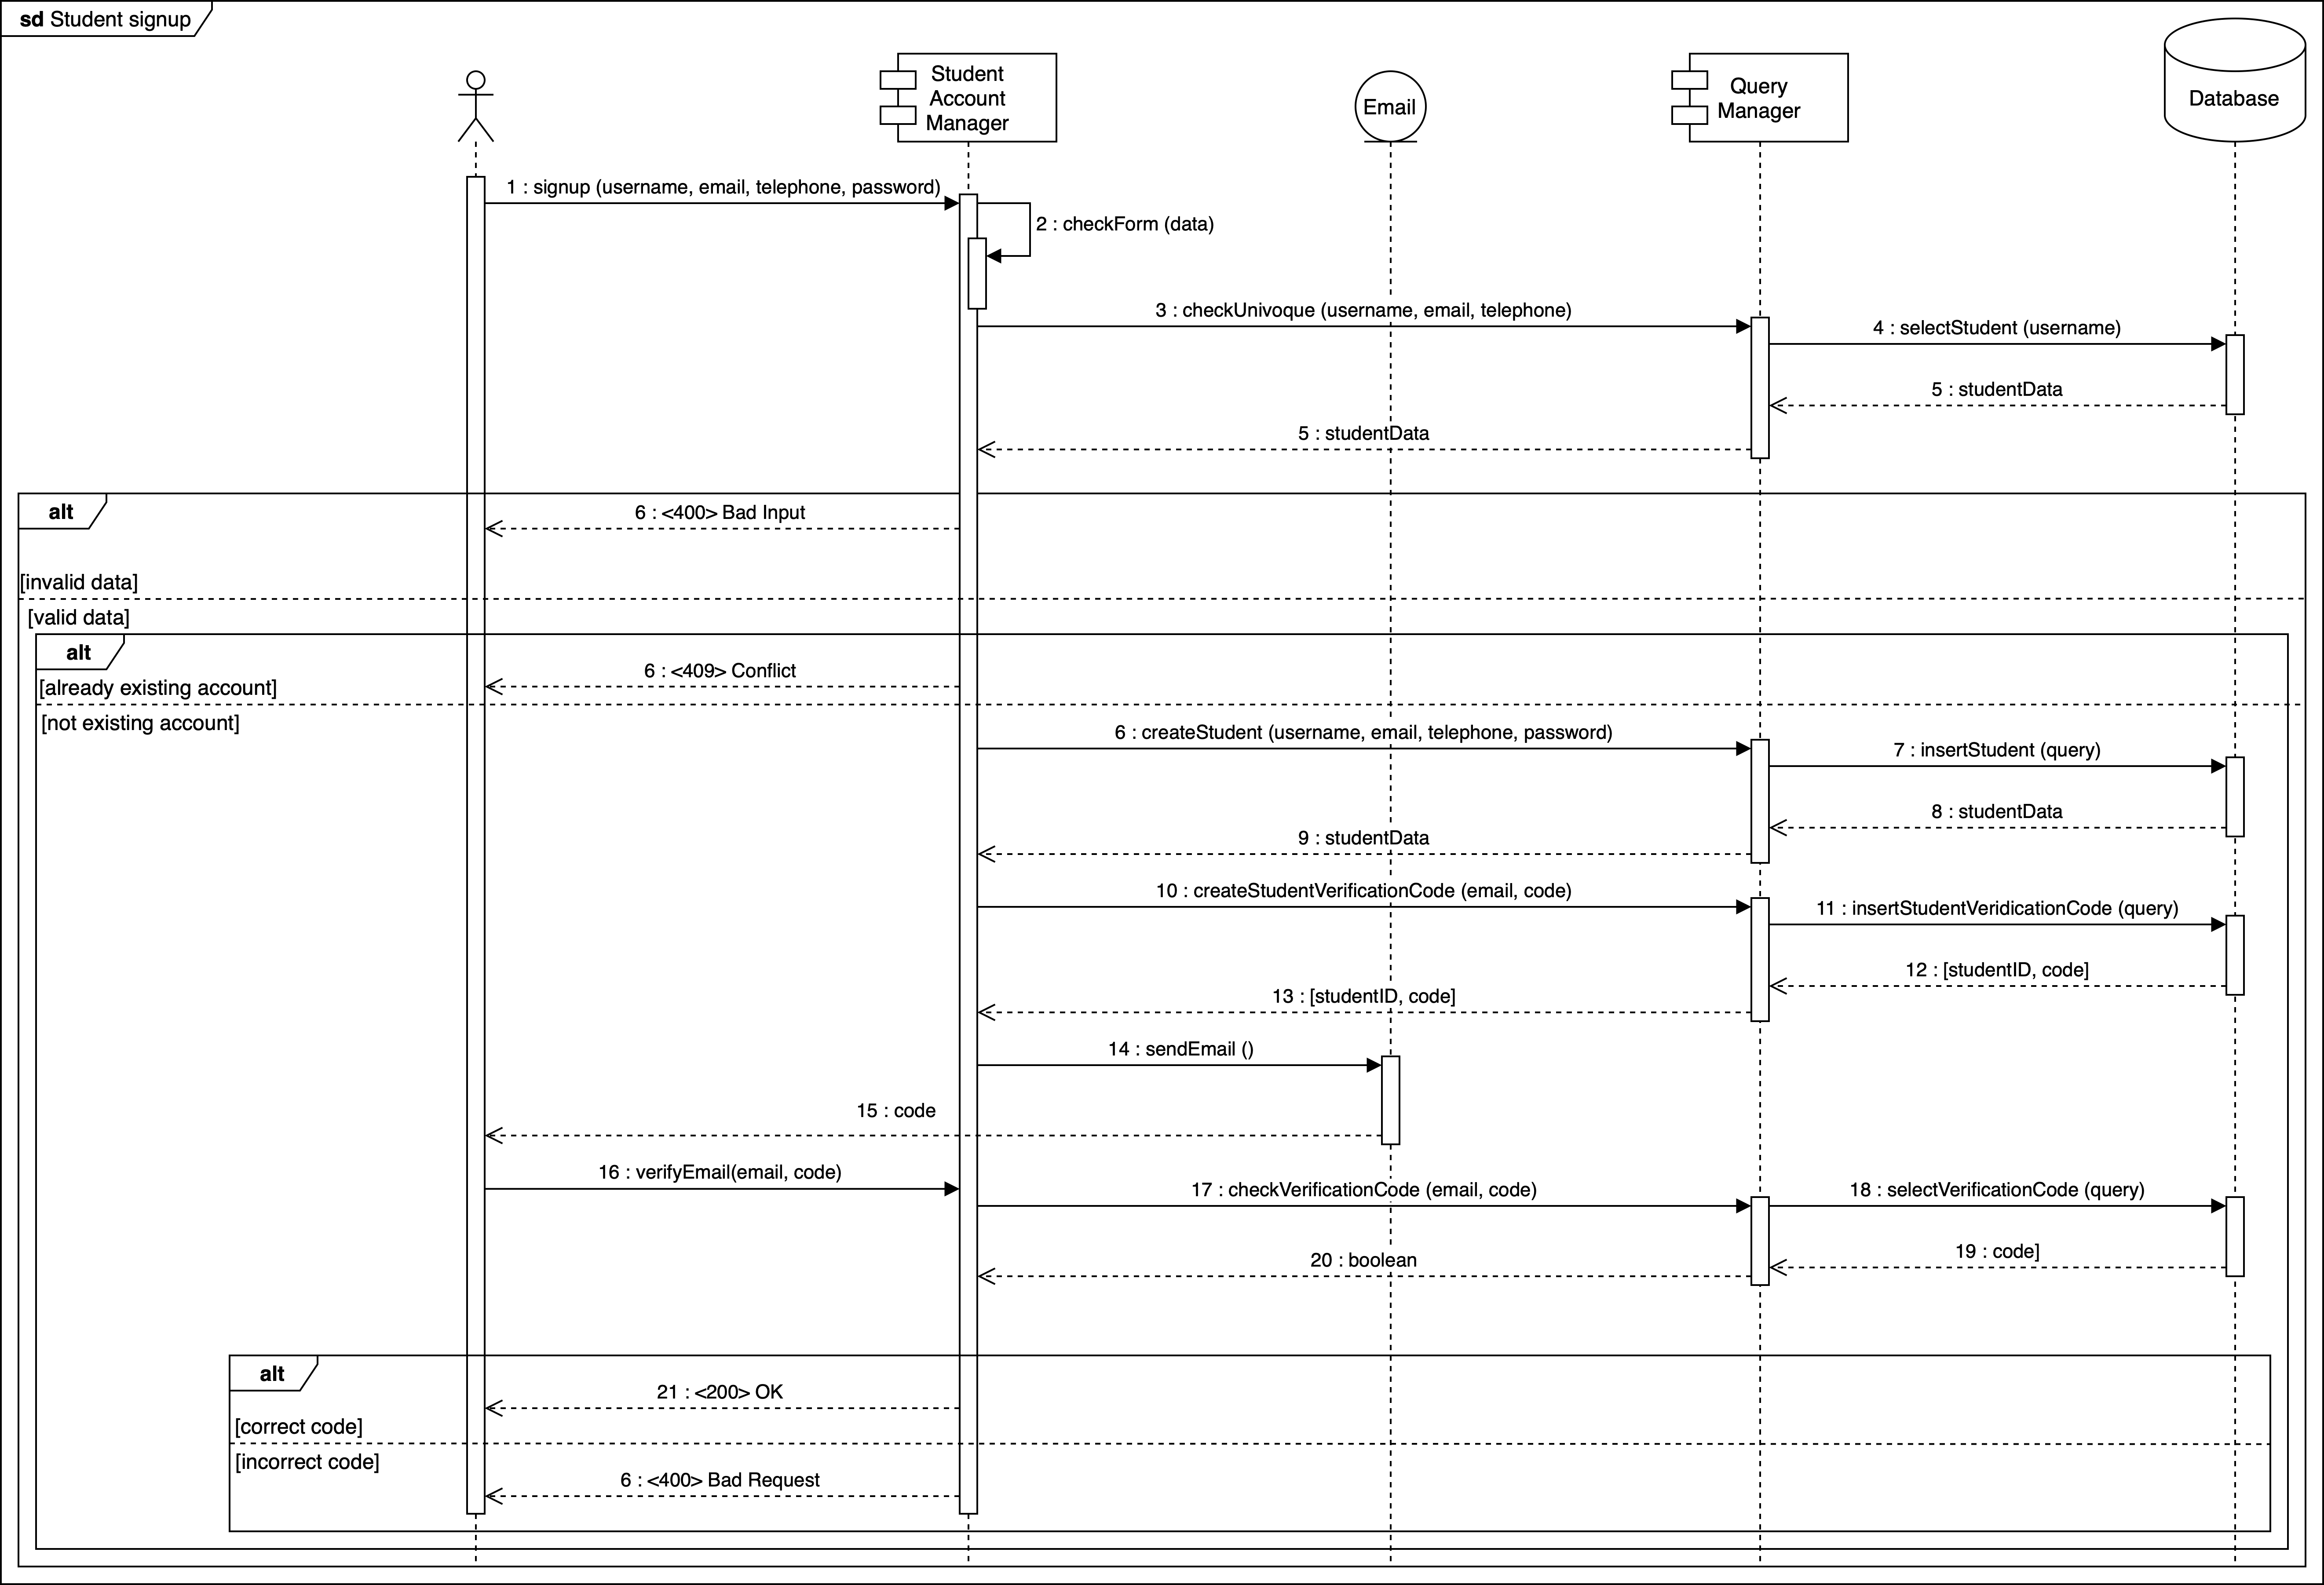 sd Student signup
Student
Account
Manager
Email
Query
Manager
Database
1 : signup (username, email, telephone, password)
2 : checkForm (data)
3 : checkUnivoque (username, email, telephone)
4 : selectStudent (username)
5 : studentData
5 : studentData
alt
6 : <400> Bad Input
[invalid data]
[valid data]
alt
6 : <409> Conflict
[already existing account]
[not existing account]
6 : createStudent (username, email, telephone, password)
7 : insertStudent (query)
8 : studentData
9 : studentData
10 : createStudentVerificationCode (email, code)
11 : insertStudentVeridicationCode (query)
12 : [studentID, code]
13 : [studentID, code]
14 : sendEmail ()
15 : code
16 : verifyEmail(email, code)
17 : checkVerificationCode (email, code)
18 : selectVerificationCode (query)
19 : code]
20 : boolean
alt
21 : <200> OK
[correct code]
[incorrect code]
6 : <400> Bad Request